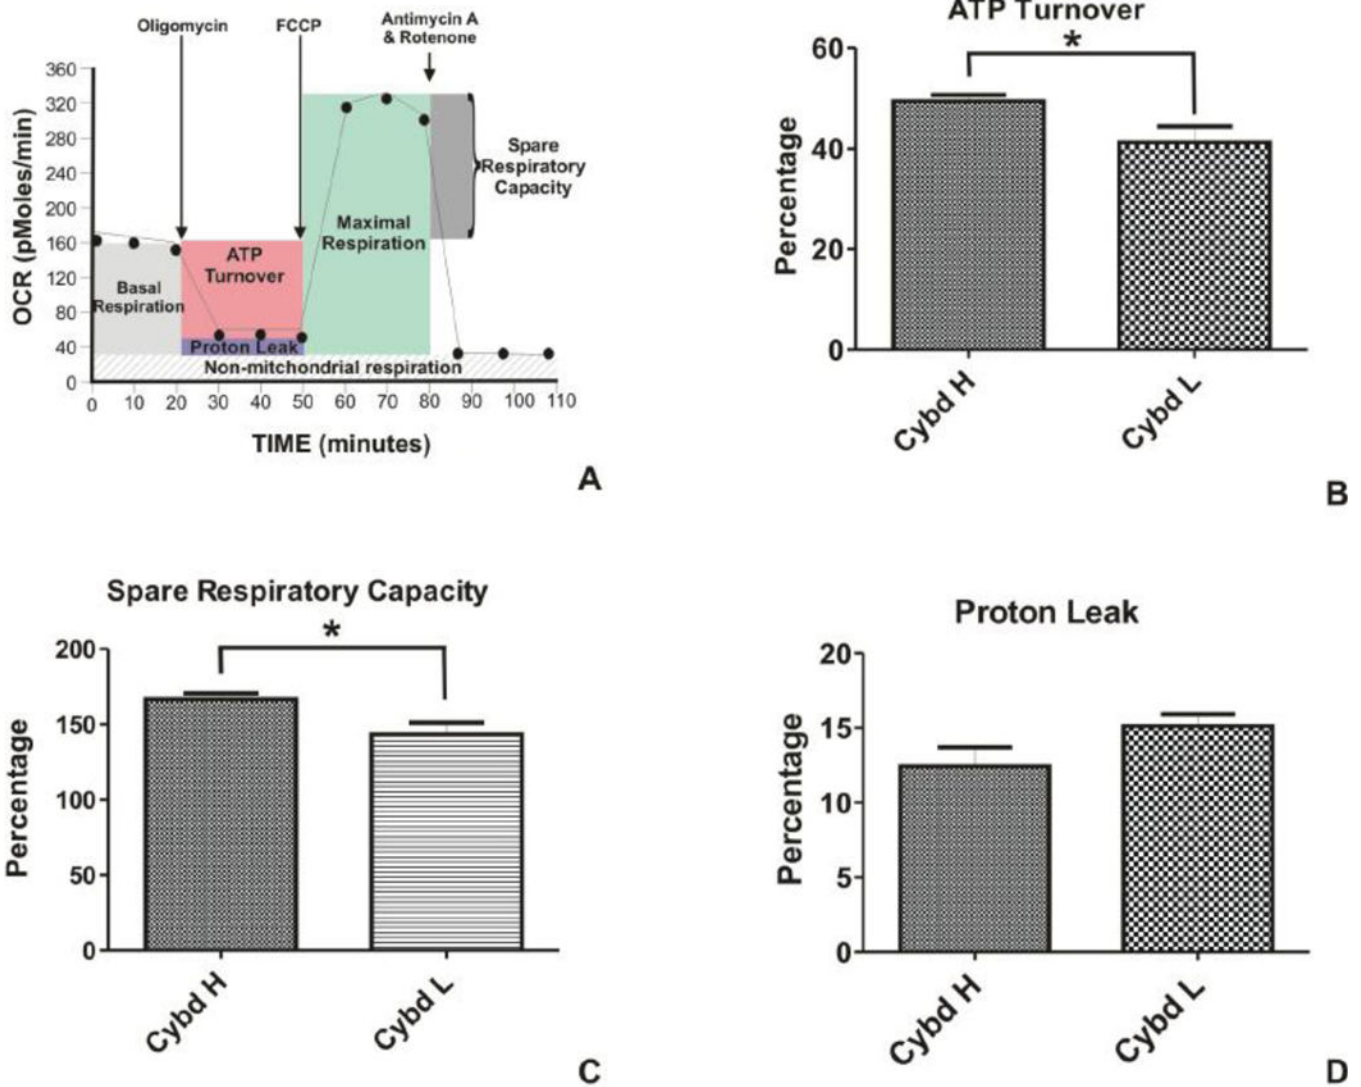 Oligomycin
FCCP
Antimycin A
& Rotenone
OCR (pMoles/min)
360
320
280
240
200
160
120
80
40
0
Basal
Respiration
ATP
Turnover
Proton Leak
Maximal
Respiration
Spare
Respiratory
Capacity
Non-mitchondrial respiration
0 10 20 30 40 50 60 70 80 90 100 110
TIME (minutes)
A
ATP Turnover
*
Percentage
60
40
20
0
Cybd H
Cybd L
B
Spare Respiratory Capacity
*
Percentage
200
150
100
50
0
Cybd H
Cybd L
C
Proton Leak
Percentage
20
15
10
5
0
Cybd H
Cybd L
D